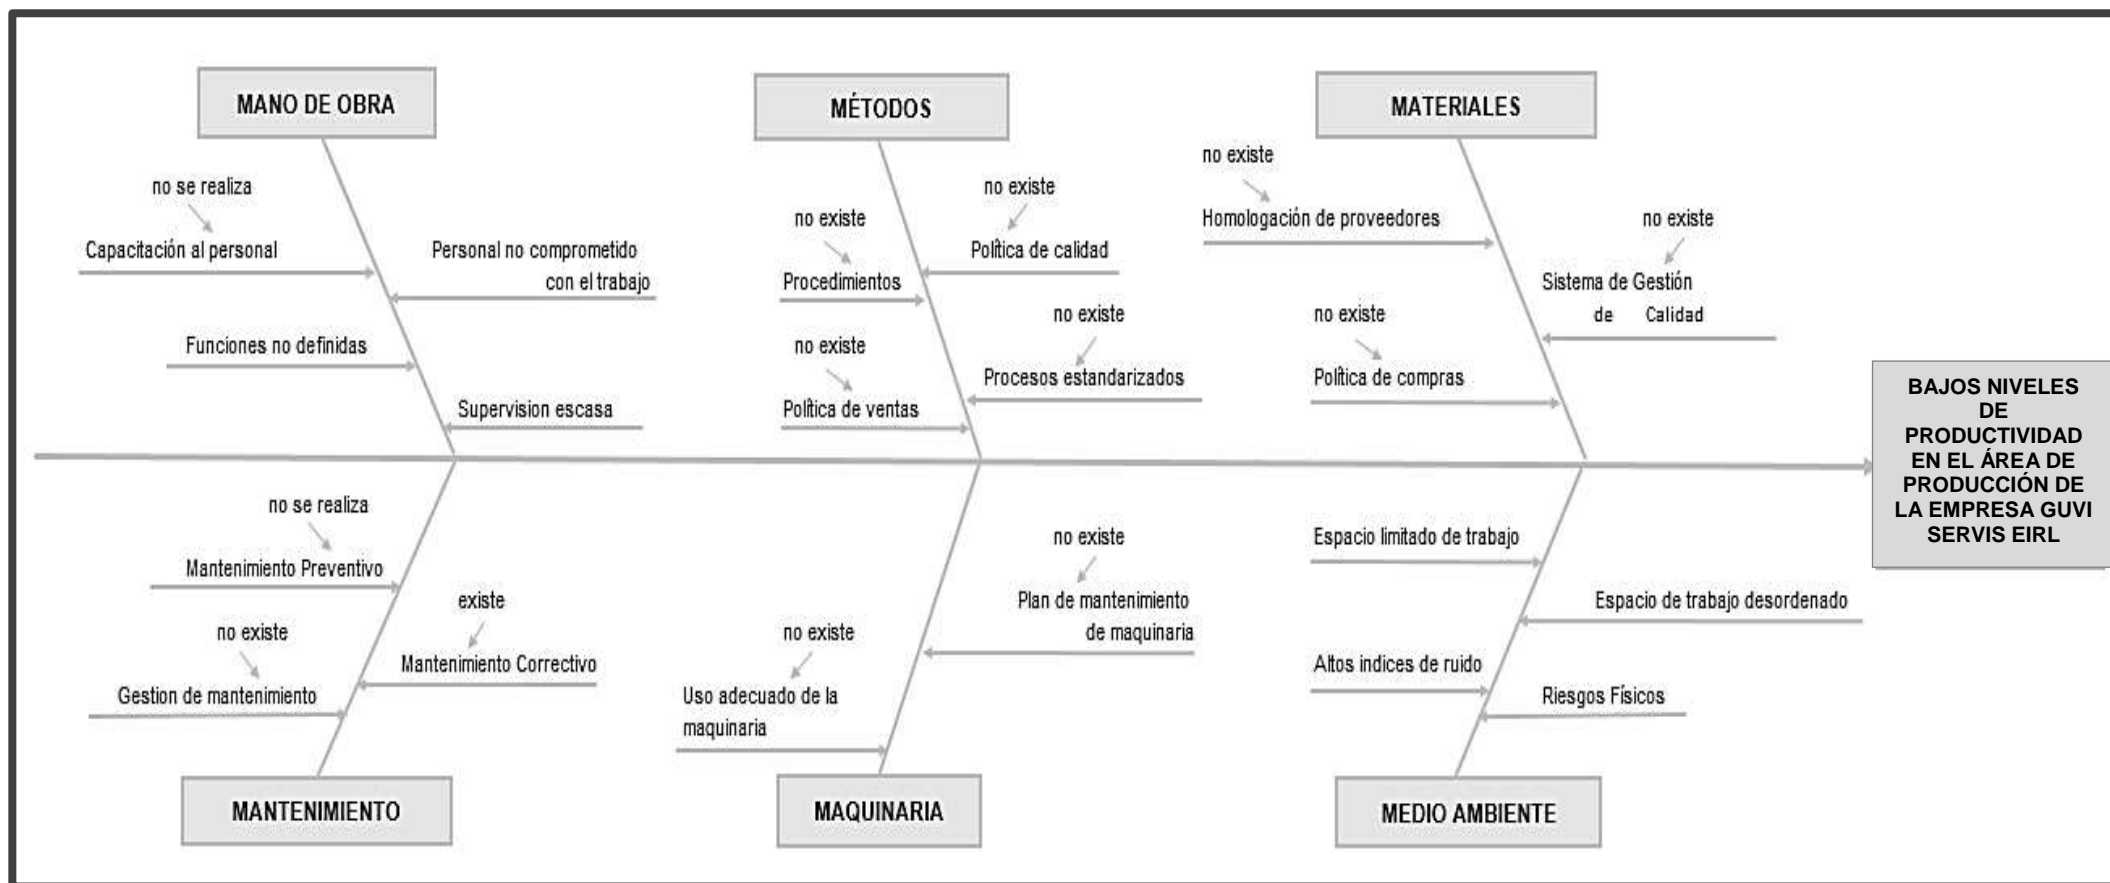 MANO DE OBRA
no se realiza
Capacitación al personal
Personal no comprometido
con el trabajo
Funciones no definidas
Supervision escasa
MÉTODOS
no existe
Procedimientos
no existe
Política de calidad
no existe
Política de ventas
no existe
Procesos estandarizados
MATERIALES
no existe
Homologación de proveedores
no existe
Sistema de Gestión
de Calidad
no existe
Política de compras
BAJOS NIVELES
DE
PRODUCTIVIDAD
EN EL ÁREA DE
PRODUCCIÓN DE
LA EMPRESA GUVI
SERVIS EIRL
no se realiza
Mantenimiento Preventivo
existe
Mantenimiento Correctivo
no existe
Gestion de mantenimiento
MANTENIMIENTO
no existe
Plan de mantenimiento
de maquinaria
no existe
Uso adecuado de la
maquinaria
MAQUINARIA
Espacio limitado de trabajo
Espacio de trabajo desordenado
Altos indices de ruido
Riesgos Físicos
MEDIO AMBIENTE